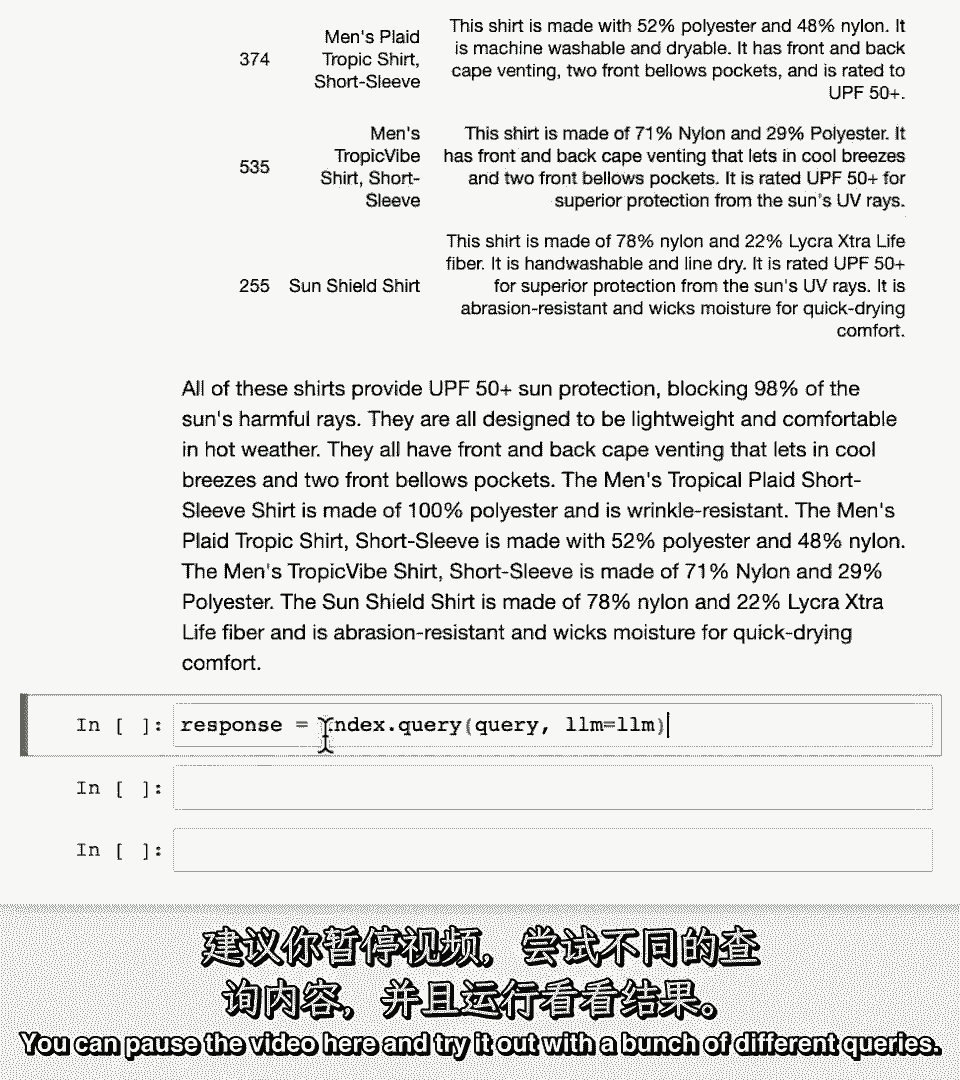 This shirt is made with 52% polyester and 48% nylon. It
Men's Plaid
is machine washable and dryable. It has front and back
374
Tropic Shirt,
cape venting, two front bellows pockets, and is rated to
Short-Sleeve
UPF 50+.
Men's
This shirt is made of 71% Nylon and 29% Polyester. It
TropicVibe
has front and back cape venting that lets in cool breezes
535
Shirt, Short-
and two front bellows pockets. It is rated UPF 50+ for
Sleeve
superior protection from the sun's UV rays.
This shirt is made of 78% nylon and 22% Lycra Xtra Life
fiber. It is handwashable and line dry. It is rated UPF 50+
255
Sun Shield Shirt
for superior protection from the sun's UV rays. It is
abrasion-resistant and wicks moisture for quick-drying
comfort.
All of these shirts provide UPF 50+ sun protection, blocking 98% of the
sun's harmful rays. They are all designed to be lightweight and comfortable
in hot weather. They all have front and back cape venting that lets in cool
breezes and two front bellows pockets. The Men's Tropical Plaid Short-
Sleeve Shirt is made of 100% polyester and is wrinkle-resistant. The Men's
Plaid Tropic Shirt, Short-Sleeve is made with 52% polyester and 48% nylon.
The Men's TropicVibe Shirt, Short-Sleeve is made of 71% Nylon and 29%
Polyester. The Sun Shield Shirt is made of 78% nylon and 22% Lycra Xtra
Life fiber and is abrasion-resistant and wicks moisture for quick-drying
comfort.
In [ ]: response = index.query(query, llm=llm)
In [ ]:
In [ ]:
建议你暂停视频，尝试不同的查
询内容，并且运行看看结果。
You can pause the video here and try it out with a bunch of different queries.